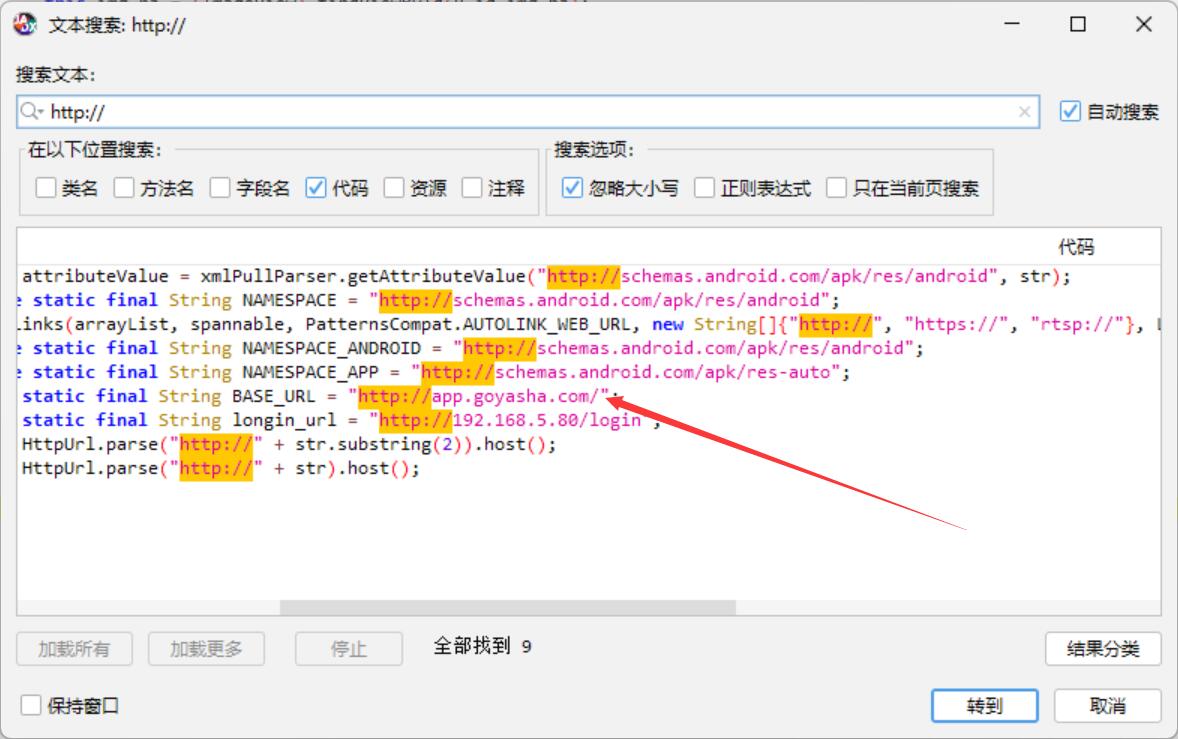 文本搜索: http://
搜索文本:
http://
自动搜索
在以下位置搜索:
搜索选项:
类名 方法名 字段名 代码 资源 注释
忽略大小写 正则表达式 只在当前页搜索
代码
attributeValue = xmlPullParser.getAttributeValue("http://schemas.android.com/apk/res/android", str);
e static final String NAMESPACE = "http://schemas.android.com/apk/res/android";
inks(arrayList, spannable, PatternsCompat.AUTOLINK_WEB_URL, new String[]{"http://", "https://", "rtsp://"}, L
e static final String NAMESPACE_ANDROID = "http://schemas.android.com/apk/res/android";
e static final String NAMESPACE_APP = "http://schemas.android.com/apk/res-auto";
static final String BASE_URL = "http://app.goyasha.com/";
static final String longin_url = "http://192.168.5.80/login";
HttpUrl.parse("http://" + str.substring(2)).host();
HttpUrl.parse("http://" + str).host();
加载所有 加载更多 停止 全部找到 9 结果分类
保持窗口 转到 取消